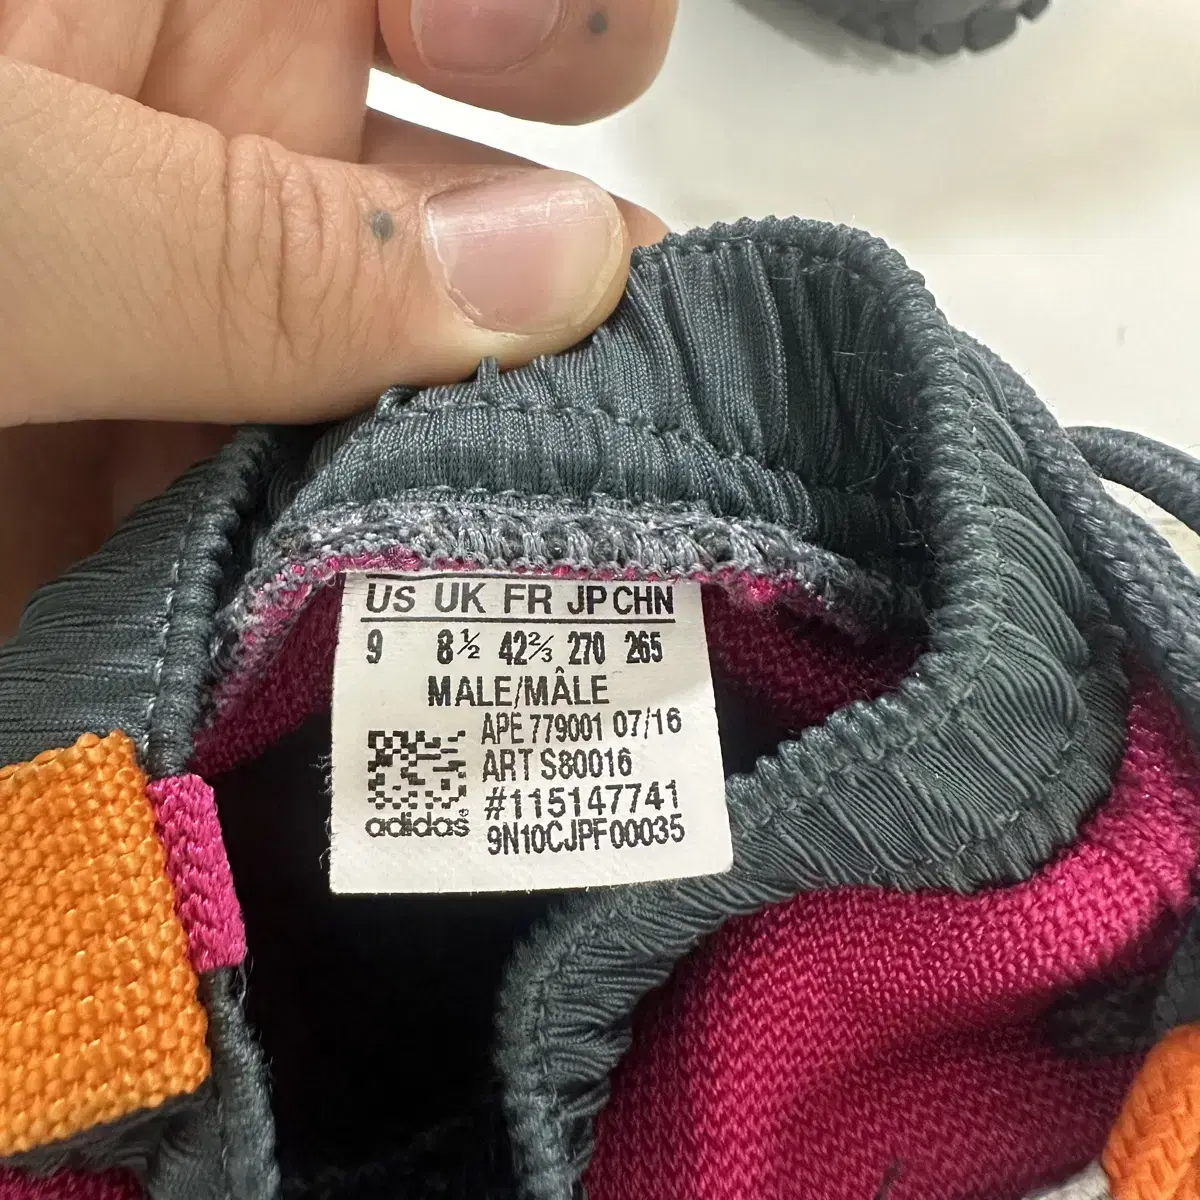 US UK FR JP CHN
9 8½ 42⅔ 270 265
MALE/MÂLE
APE 779001 07/16
ART S80016
#115147741
adidas®
9N10CJPF00035